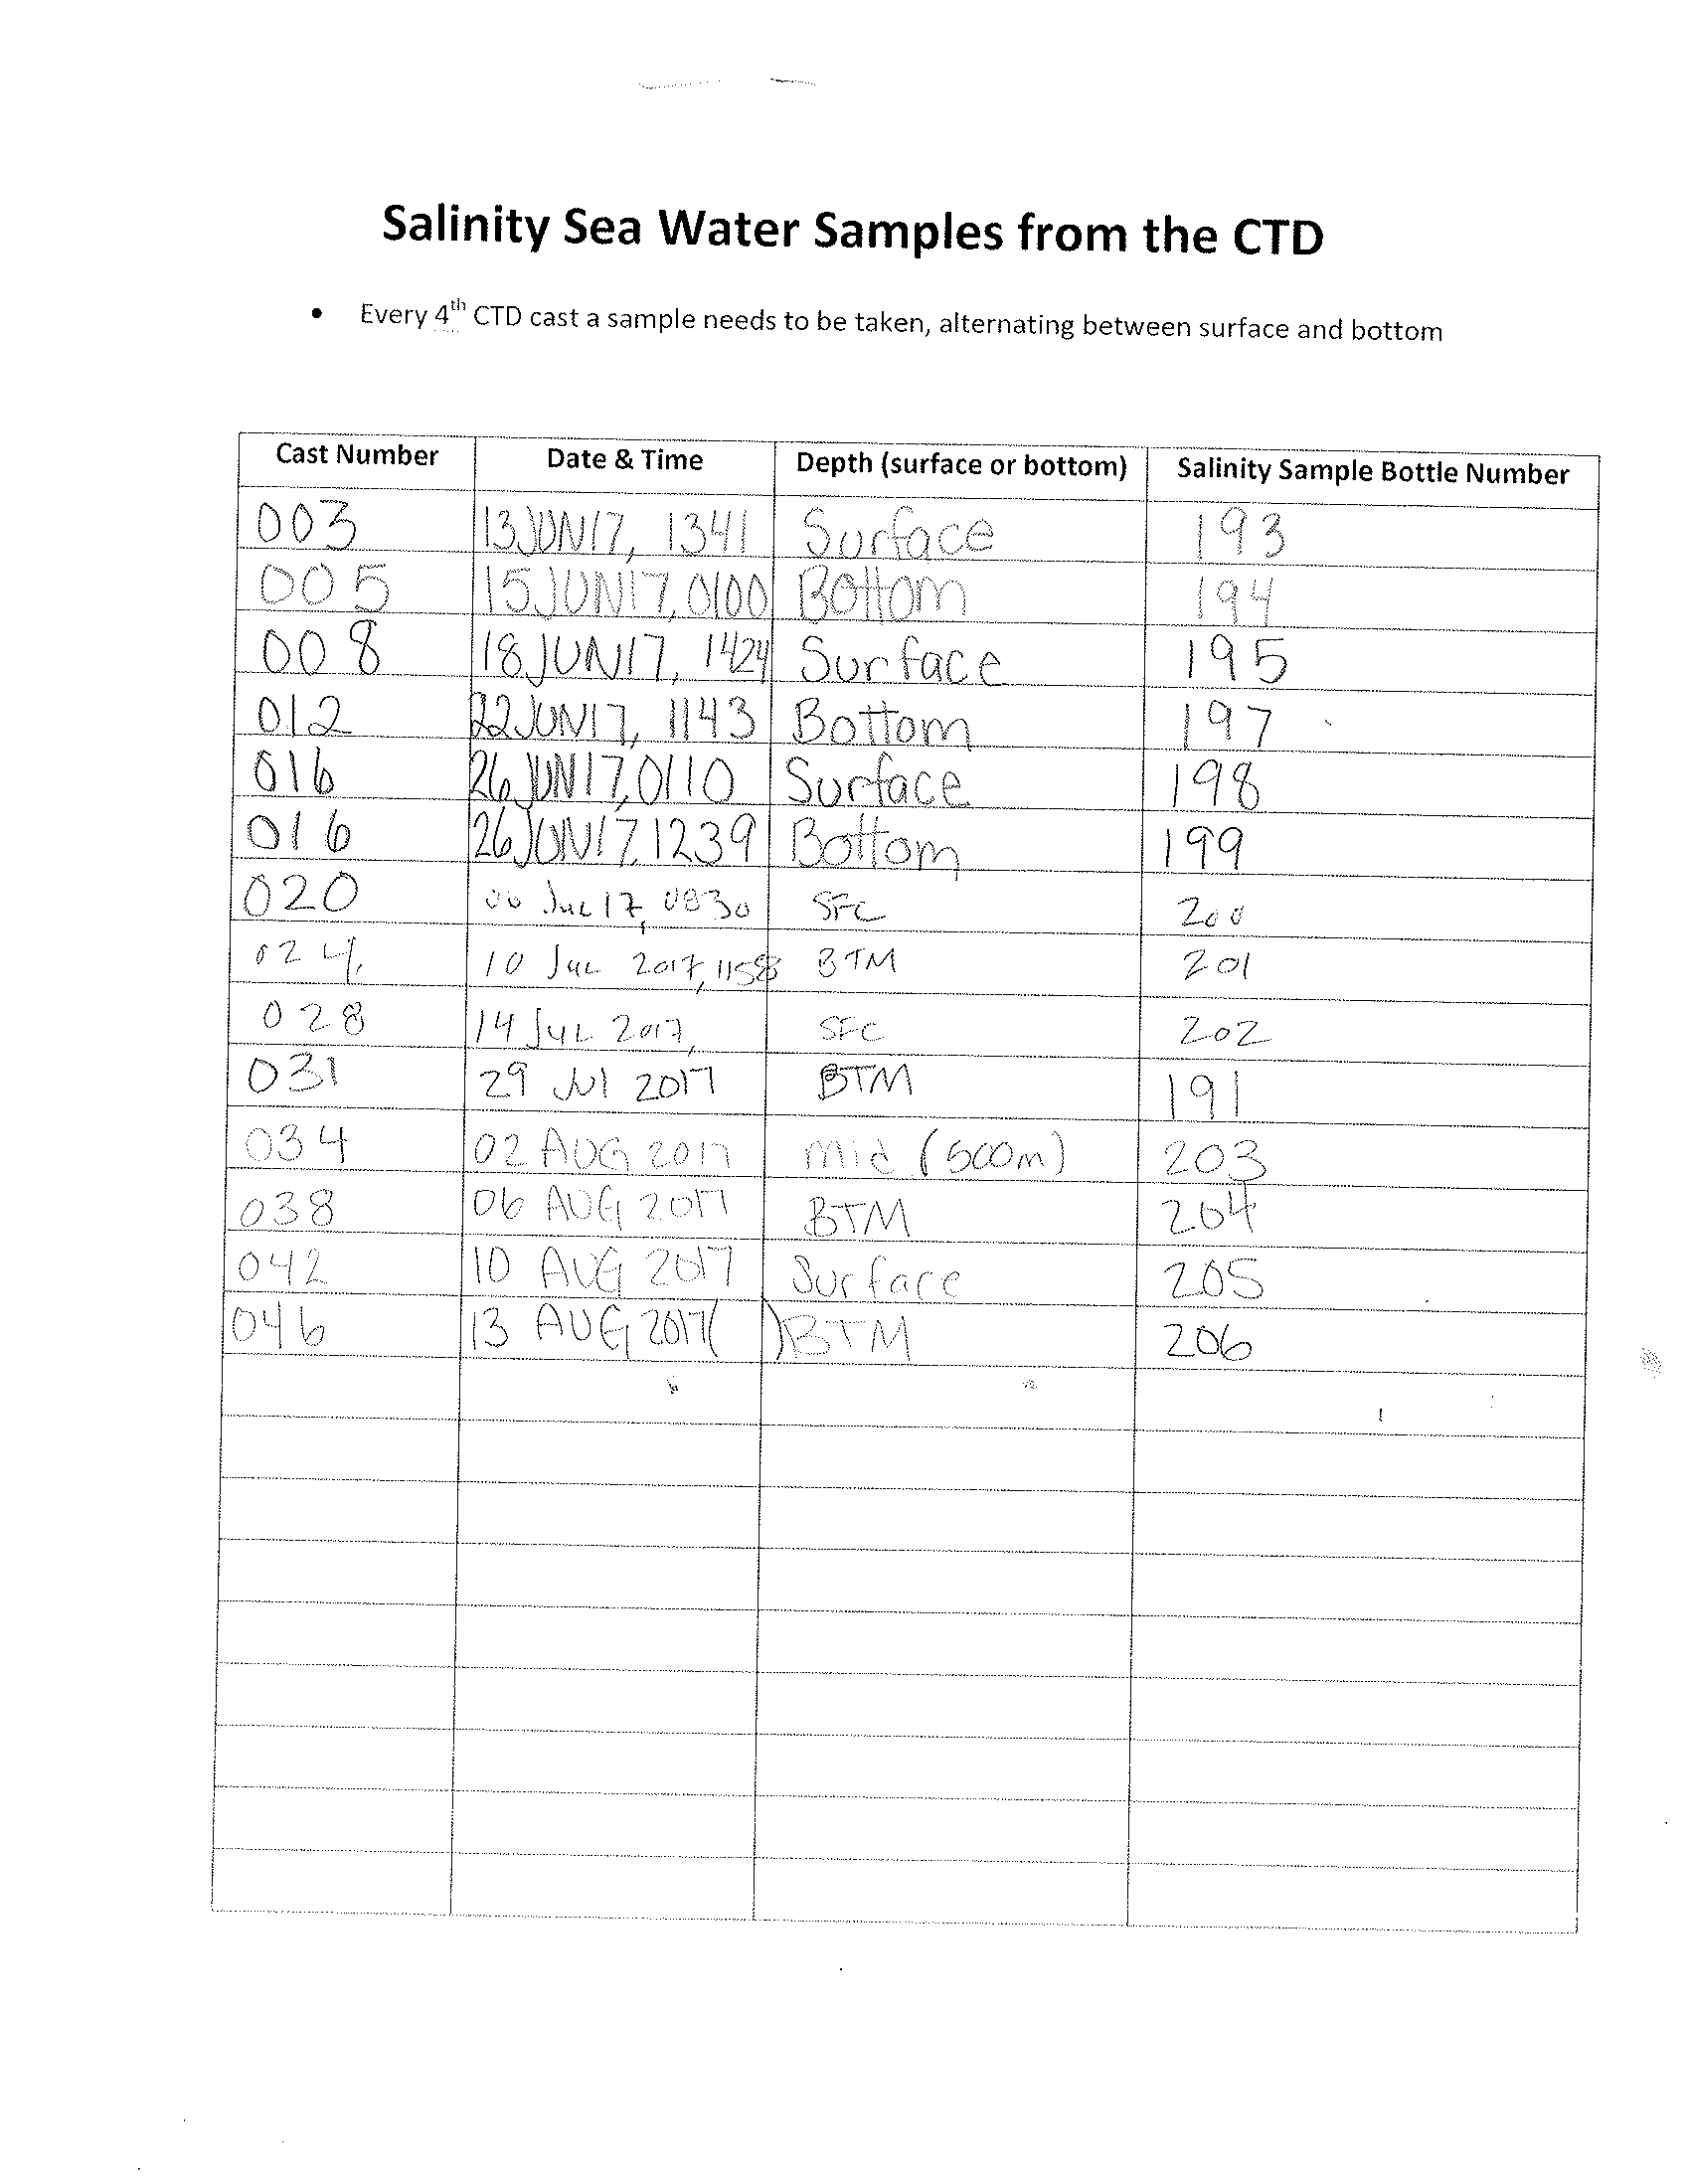 Salinity Sea Water Samples from the CTD
• Every 4th CTD cast a sample needs to be taken, alternating between surface and bottom
Cast Number Date & Time Depth (surface or bottom) Salinity Sample Bottle Number
003 13JUN17, 1341 Surface 193
005 15JUN17,0100 Bottom 194
008 18JUN17, 1424 Surface 195
012 22JUN17, 1143 Bottom 197
016 26JUN17,0110 Surface 198
016 26JUN17,1239 Bottom 199
020 06 Jul 17, 0830 SFC 200
024 10 Jul 2017,1158 BTM 201
028 14 Jul 2017, SFC 202
031 29 Jul 2017 BTM 191
034 02 AUG 2017 mid (500m) 203
038 06 AUG 2017 BTM 204
042 10 AUG 2017 Surface 205
046 13 AUG 2017( ) BTM 206